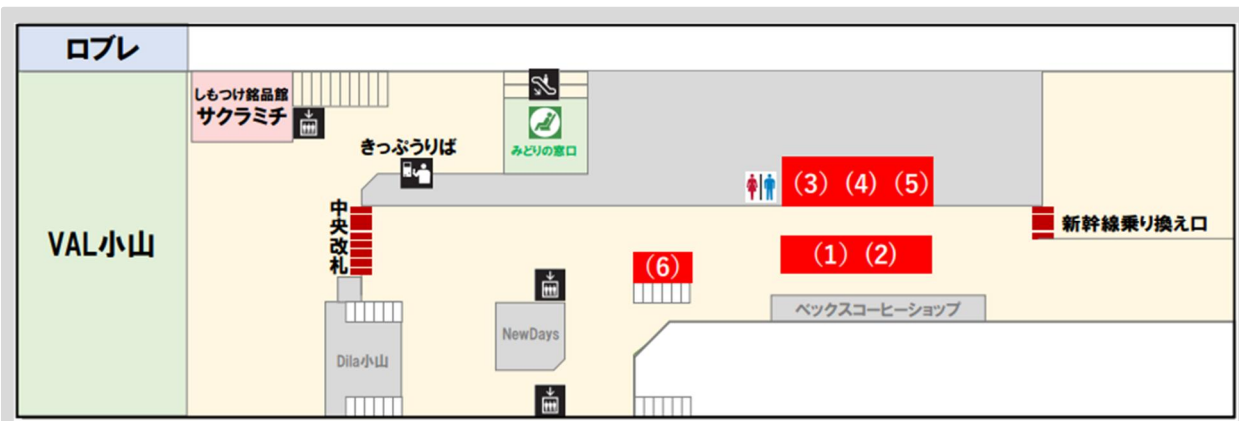 ロブレ
しもつけ銘品館
サクラミチ
きっぷうりば
みどりの窓口
(3) (4) (5)
中央改札
新幹線乗り換え口
VAL小山
(1) (2)
(6)
ベックスコーヒーショップ
NewDays
Dila小山